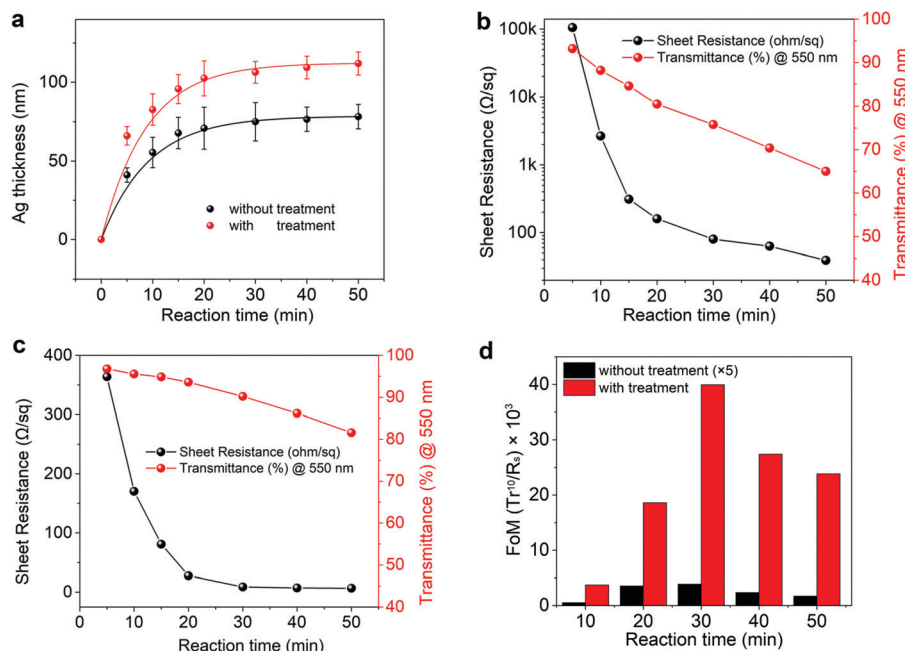 a
Ag thickness (nm)
100
50
0
without treatment
with treatment
0 10 20 30 40 50
Reaction time (min)
b
Sheet Resistance (Ω/sq)
100k
10k
1k
100
Sheet Resistance (ohm/sq)
Transmittance (%) @ 550 nm
100
90
80
70
60
50
40
Transmittance (%) @ 550 nm
0 10 20 30 40 50
Reaction time (min)
c
Sheet Resistance (Ω/sq)
400
300
200
100
0
Sheet Resistance (ohm/sq)
Transmittance (%) @ 550 nm
100
90
80
70
60
50
40
Transmittance (%) @ 550 nm
0 10 20 30 40 50
Reaction time (min)
d
FoM (Tr¹⁰/Rₛ) × 10³
40
30
20
10
0
without treatment (×5)
with treatment
10 20 30 40 50
Reaction time (min)